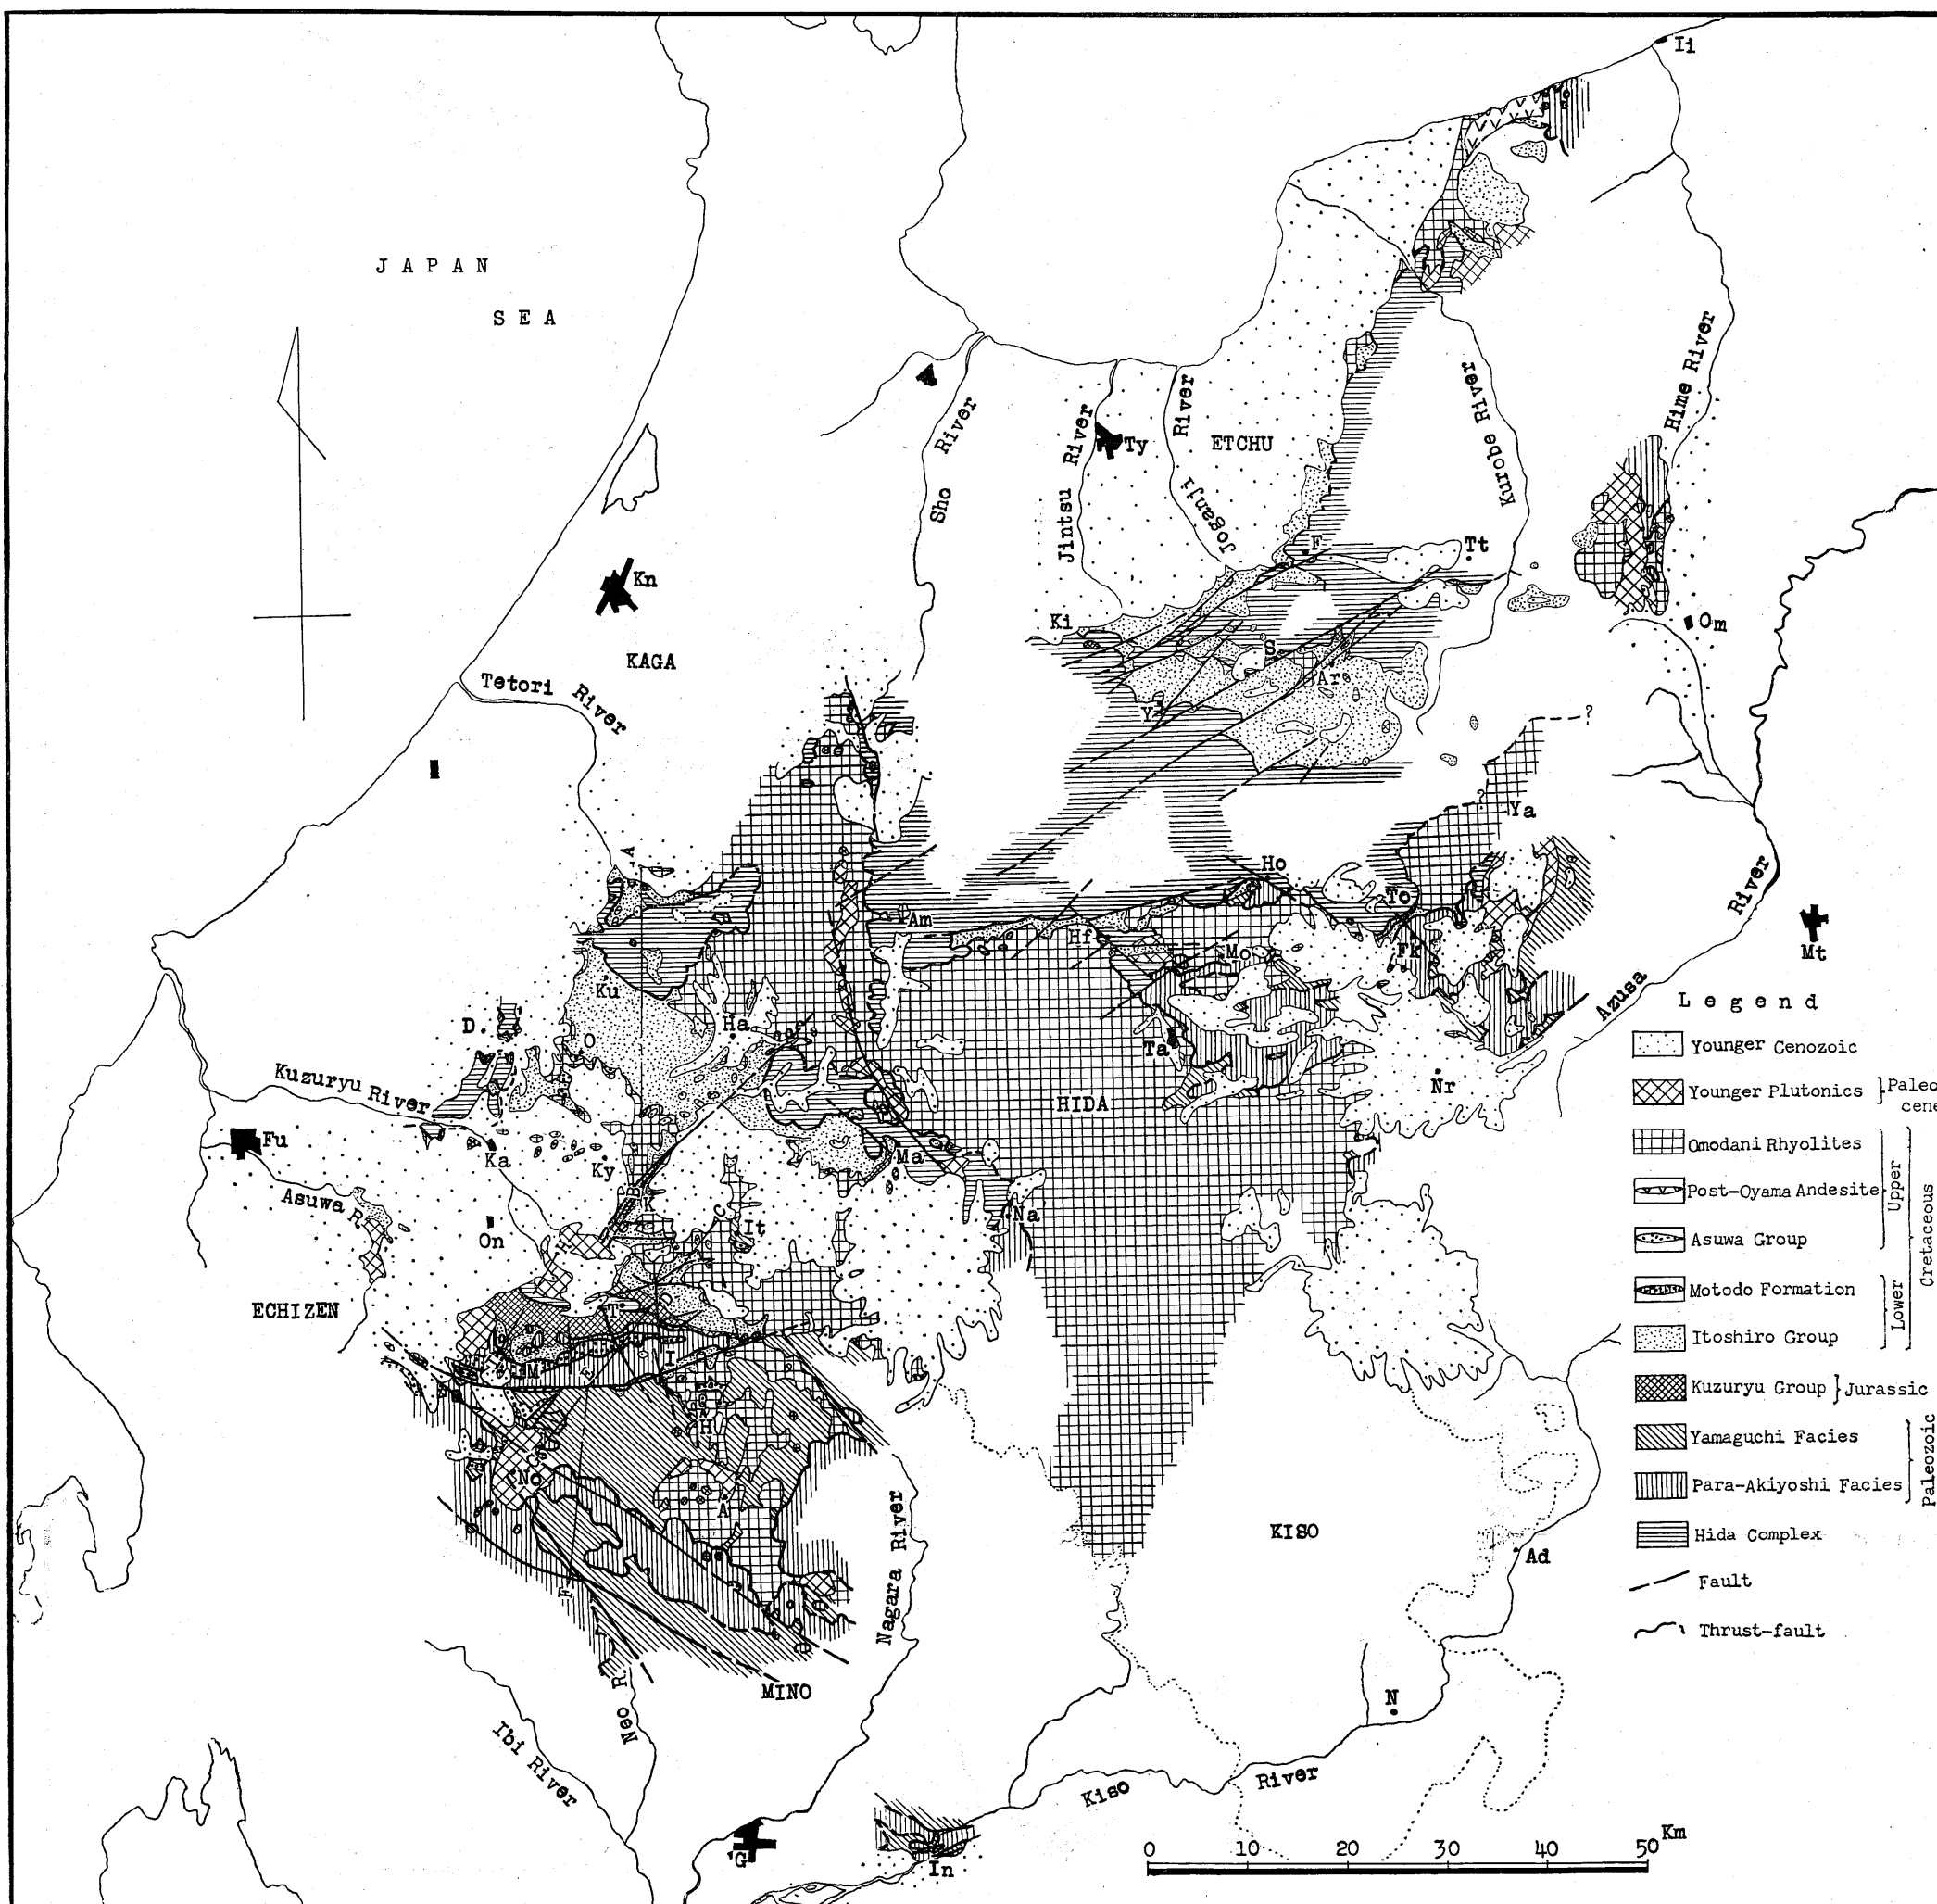 Ii
JAPAN
SEA
Hime River
Kurobe River
River
Joganji
Jintsu River
Sho River
Ty
ETCHU
Kn
KAGA
Tetori River
F
Tt
Ki
S
Ar
Y
Om
?
?
Ya
A
Ho
To
Am
Hf
Mo
Fk
River
Azusa
Mt
Ku
Ha
D.
O
Ta
Nr
Kuzuryu River
HIDA
Fu
Ka
Ky
Ma
Asuwa R.
B
K
C
It
Na
On
H
ECHIZEN
T
D
M
E
I
H
G
No
A
F
Nagara River
KISO
Ad
MINO
Neo R.
Ibi River
N
Kiso River
G
In
0 10 20 30 40 50 Km
Legend
Younger Cenozoic
Younger Plutonics } Paleo
cene
Omodani Rhyolites
Post-Oyama Andesite
Asuwa Group
Upper
Motodo Formation
Itoshiro Group
Lower
Cretaceous
Kuzuryu Group } Jurassic
Yamaguchi Facies
Para-Akiyoshi Facies
Paleozoic
Hida Complex
Fault
Thrust-fault